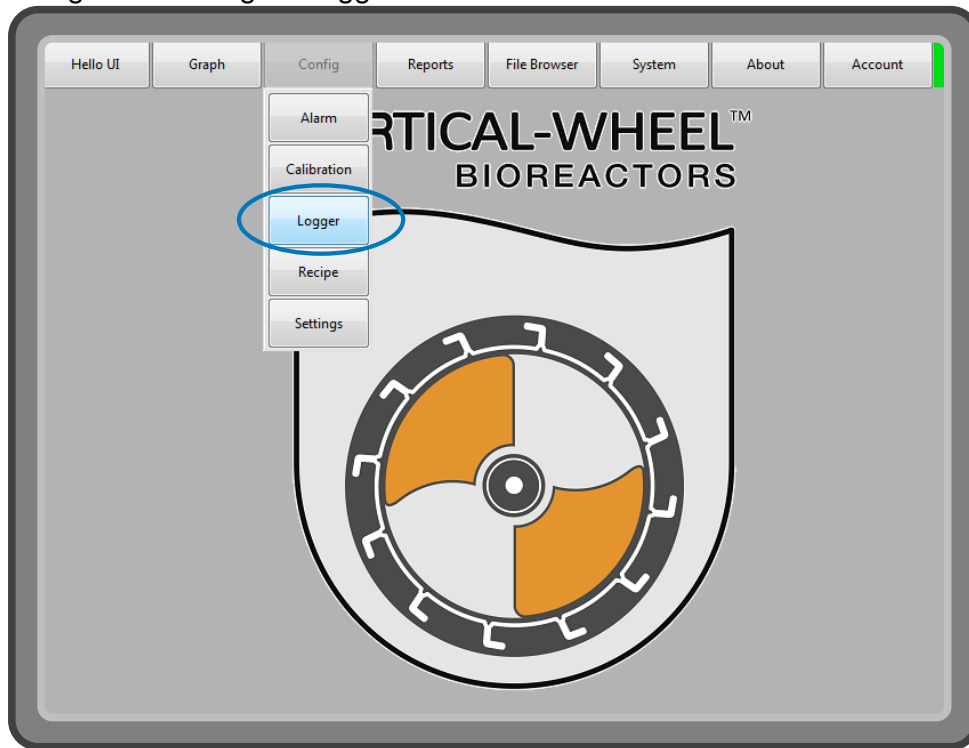 Hello UI Graph Config Reports File Browser System About Account
Alarm
RTICAL-WHEEL™
Calibration
BIOREACTORS
Logger
Recipe
Settings